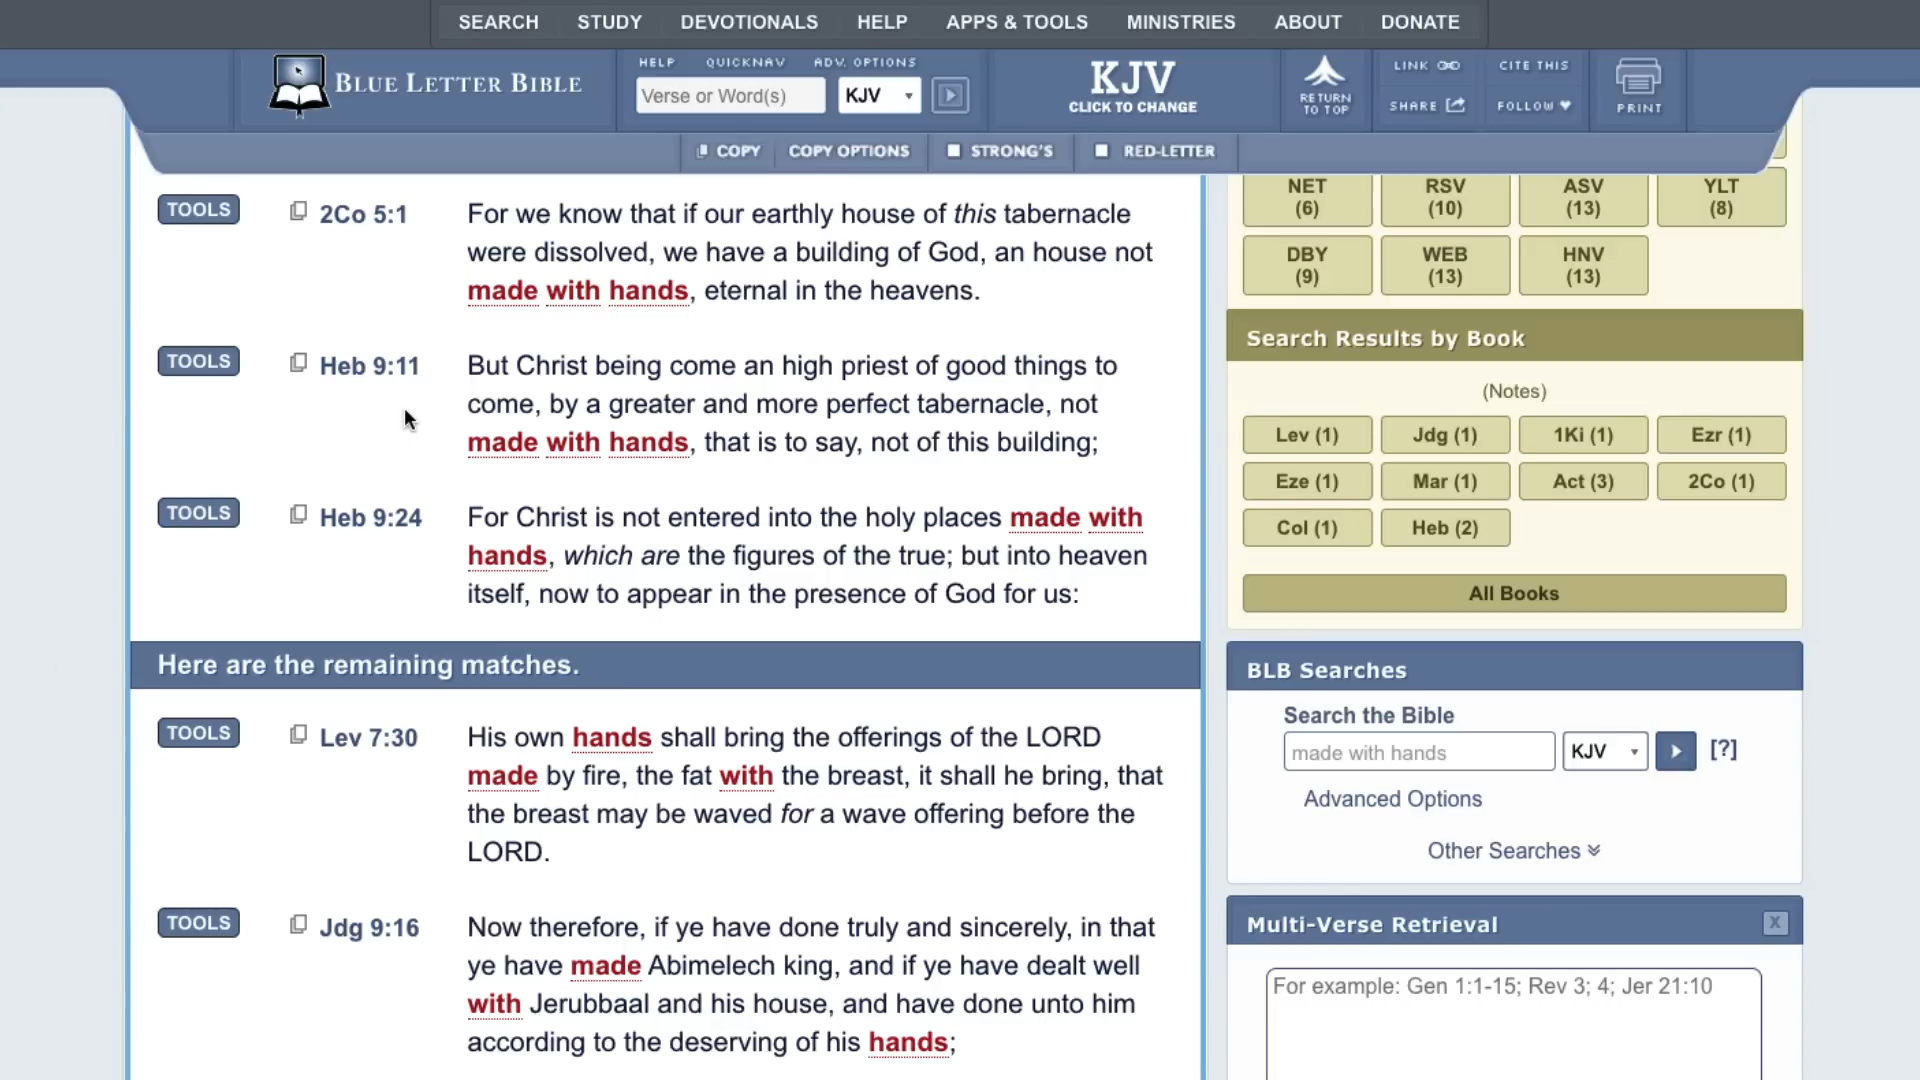 SEARCH STUDY DEVOTIONALS HELP APPS & TOOLS MINISTRIES ABOUT DONATE
BLUE LETTER BIBLE
HELP QUICKNAV ADV. OPTIONS
Verse or Word(s) KJV
KJV
CLICK TO CHANGE
RETURN
TO TOP
LINK
SHARE
CITE THIS
FOLLOW
PRINT
COPY COPY OPTIONS STRONG'S RED-LETTER
TOOLS 2Co 5:1 For we know that if our earthly house of this tabernacle
were dissolved, we have a building of God, an house not
made with hands, eternal in the heavens.
TOOLS Heb 9:11 But Christ being come an high priest of good things to
come, by a greater and more perfect tabernacle, not
made with hands, that is to say, not of this building;
TOOLS Heb 9:24 For Christ is not entered into the holy places made with
hands, which are the figures of the true; but into heaven
itself, now to appear in the presence of God for us:
Here are the remaining matches.
TOOLS Lev 7:30 His own hands shall bring the offerings of the LORD
made by fire, the fat with the breast, it shall he bring, that
the breast may be waved for a wave offering before the
LORD.
TOOLS Jdg 9:16 Now therefore, if ye have done truly and sincerely, in that
ye have made Abimelech king, and if ye have dealt well
with Jerubbaal and his house, and have done unto him
according to the deserving of his hands;
NET RSV ASV YLT
(6) (10) (13) (8)
DBY WEB HNV
(9) (13) (13)
Search Results by Book
(Notes)
Lev (1) Jdg (1) 1Ki (1) Ezr (1)
Eze (1) Mar (1) Act (3) 2Co (1)
Col (1) Heb (2)
All Books
BLB Searches
Search the Bible
made with hands KJV [?]
Advanced Options
Other Searches
Multi-Verse Retrieval X
For example: Gen 1:1-15; Rev 3; 4; Jer 21:10